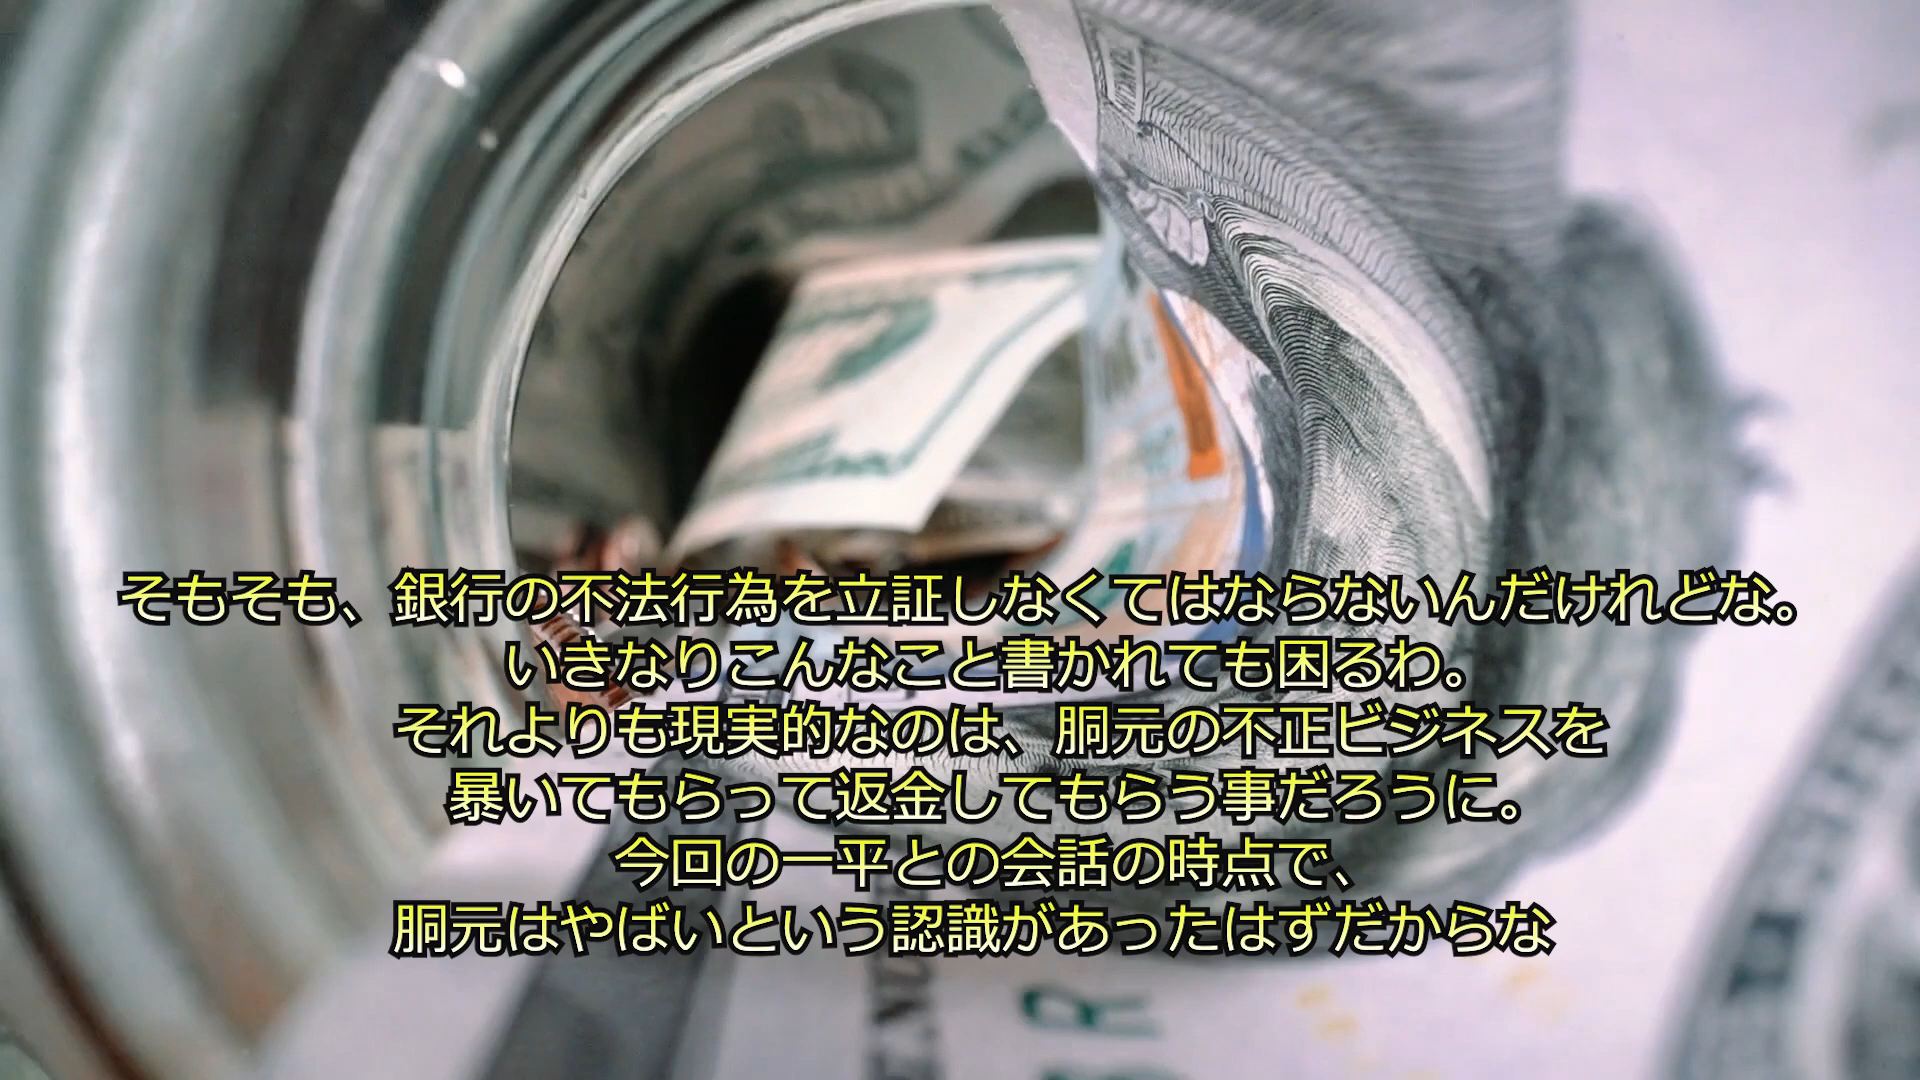 そもそも、銀行の不法行為を立証しなくてはならないんだけれどな。
いきなりこんなこと書かれても困るわ。
それよりも現実的なのは、胴元の不正ビジネスを
暴いてもらって返金してもらう事だろうに。
今回の一平との会話の時点で、
胴元はやばいという認識があったはずだからな